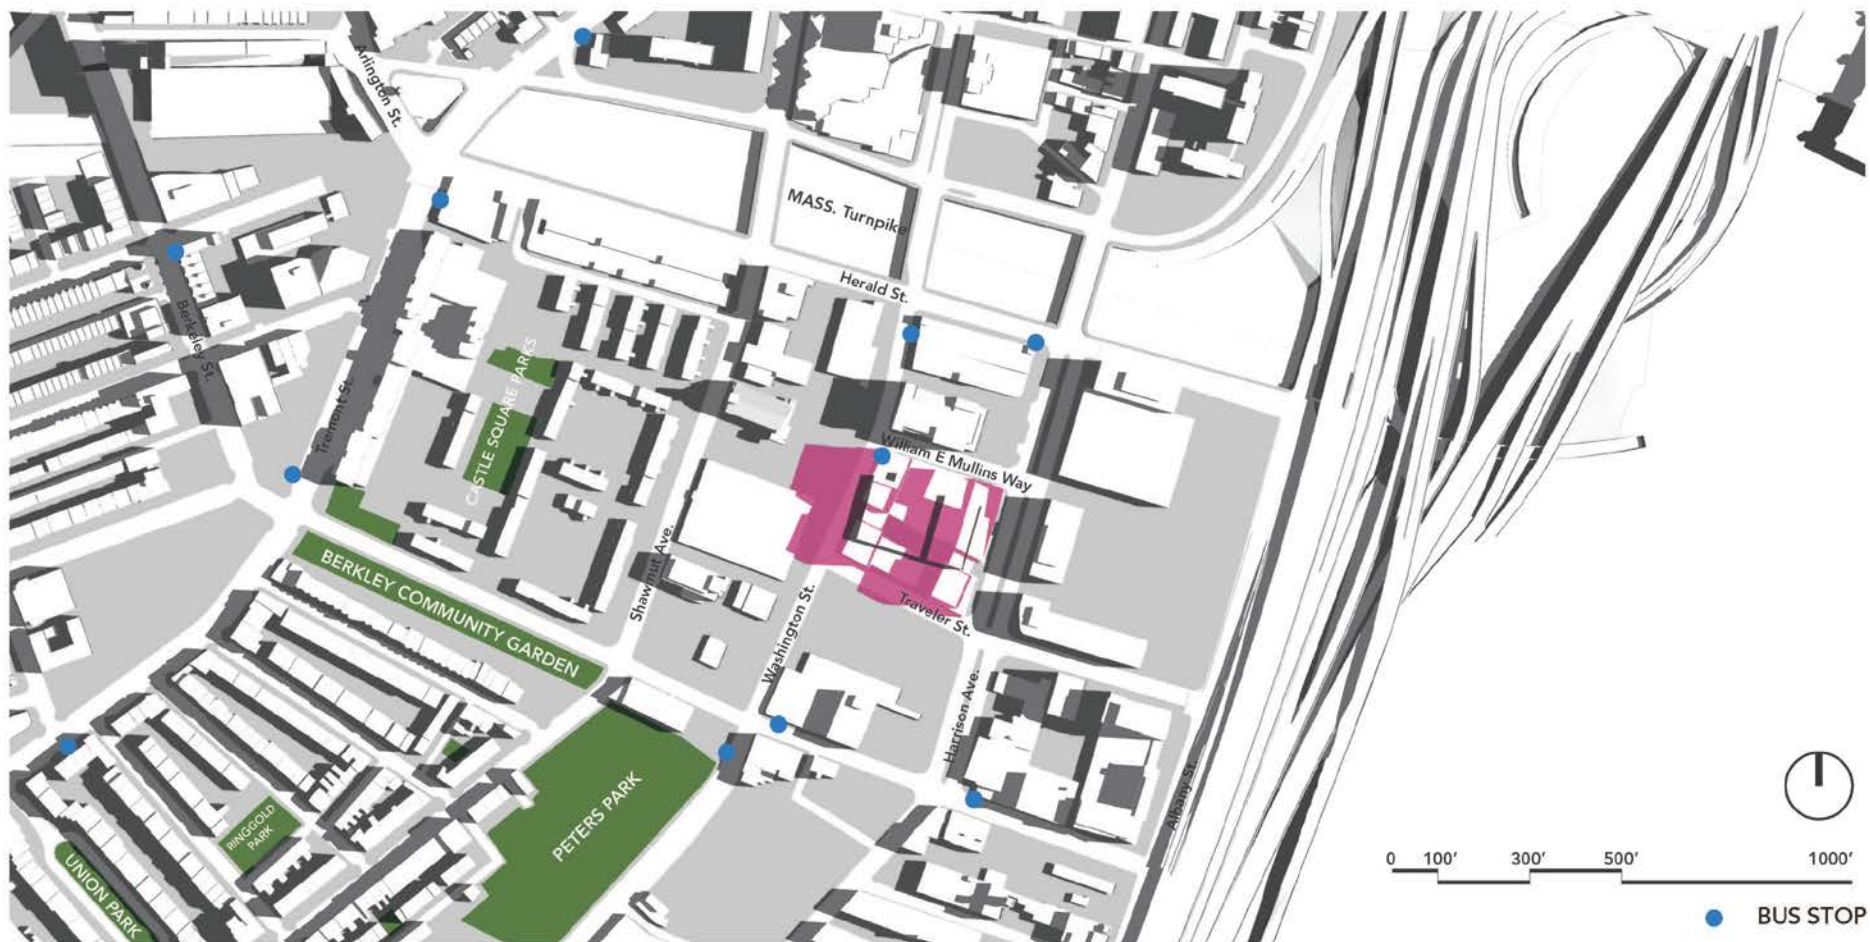 Arlington St.
MASS. Turnpike
Herald St.
Berkeley St.
Tremont St.
CASTLE SQUARE PARKS
William E Mullins Way
BERKLEY COMMUNITY GARDEN
Shawmut Ave.
Washington St.
Traveler St.
Harrison Ave.
Albany St.
PETERS PARK
RINGGOLD
PARK
UNION PARK
0 100' 300' 500' 1000'
BUS STOP